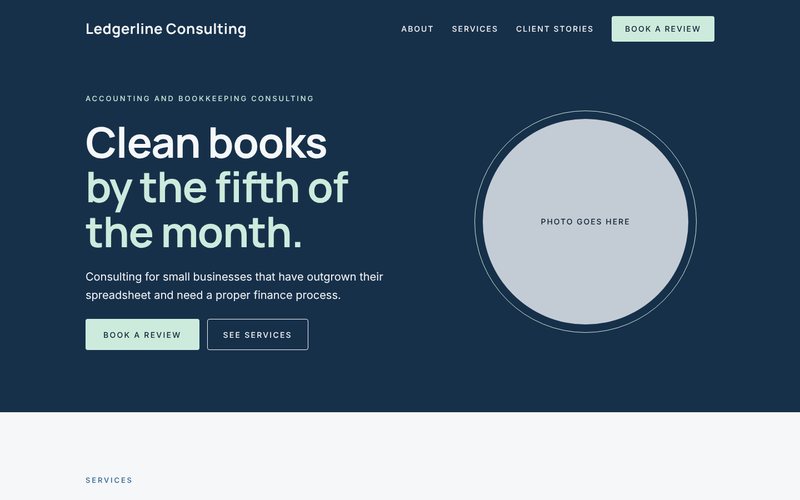 Ledgerline Consulting
ABOUT SERVICES CLIENT STORIES BOOK A REVIEW
ACCOUNTING AND BOOKKEEPING CONSULTING
Clean books
by the fifth of
the month.
PHOTO GOES HERE
Consulting for small businesses that have outgrown their
spreadsheet and need a proper finance process.
BOOK A REVIEW SEE SERVICES
SERVICES